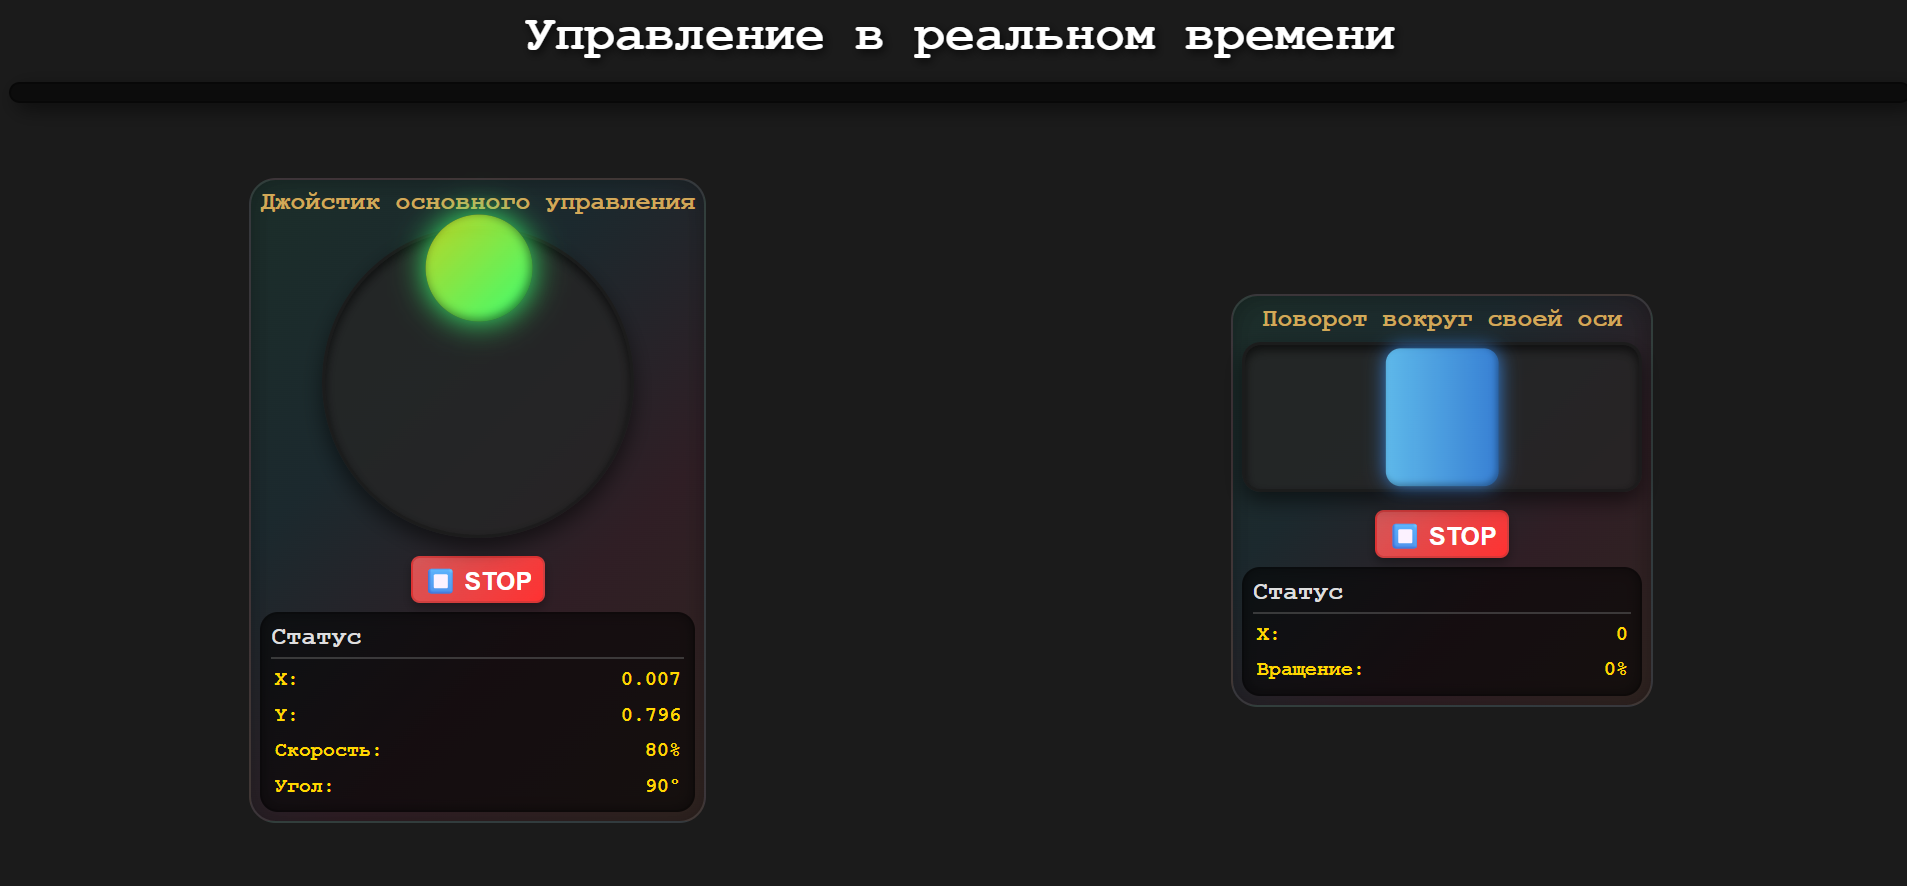 Управление в реальном времени
Джойстик основного управления
STOP
Статус
X: 0.007
Y: 0.796
Скорость: 80%
Угол: 90°
Поворот вокруг своей оси
STOP
Статус
X: 0
Вращение: 0%